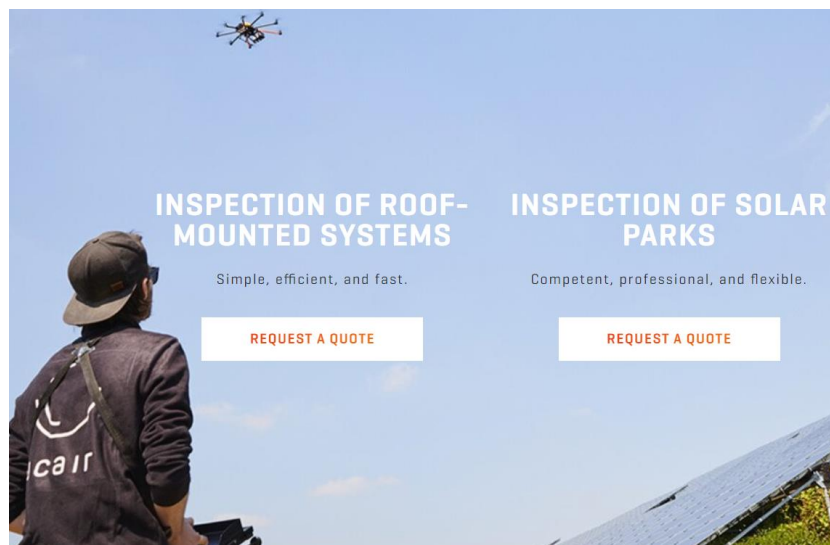 INSPECTION OF ROOF-
MOUNTED SYSTEMS
Simple, efficient, and fast.
REQUEST A QUOTE
INSPECTION OF SOLAR
PARKS
Competent, professional, and flexible.
REQUEST A QUOTE